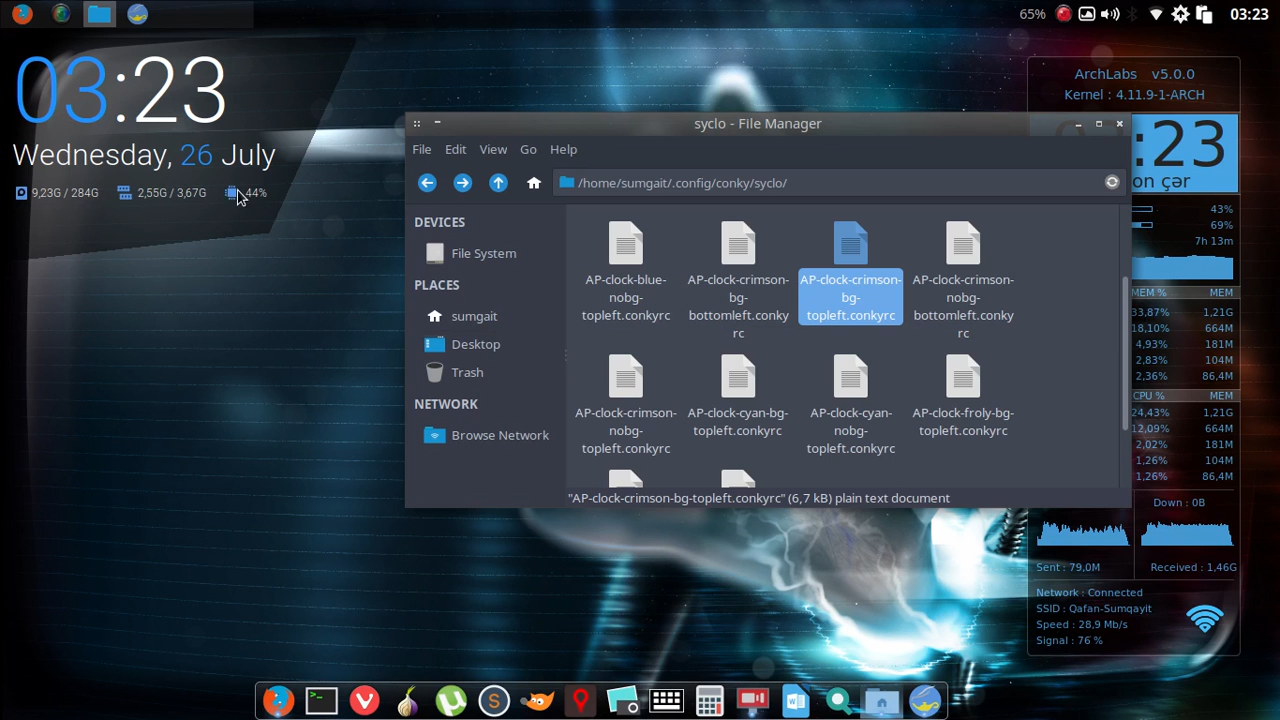 65%
03:23
03:23
Wednesday, 26 July
9,23G / 284G
2,55G / 3,67G
44%
syclo - File Manager
File Edit View Go Help
/home/sumgait/.config/conky/syclo/
DEVICES
File System
PLACES
sumgait
Desktop
Trash
NETWORK
Browse Network
AP-clock-blue-
nobg-
topleft.conkyrc
AP-clock-crimson-
bg-
bottomleft.conky
rc
AP-clock-crimson-
bg-
topleft.conkyrc
AP-clock-crimson-
nobg-
bottomleft.conky
rc
AP-clock-crimson-
nobg-
topleft.conkyrc
AP-clock-cyan-bg-
topleft.conkyrc
AP-clock-cyan-
nobg-
topleft.conkyrc
AP-clock-froly-bg-
topleft.conkyrc
"AP-clock-crimson-bg-topleft.conkyrc" (6,7 kB) plain text document
ArchLabs v5.0.0
Kernel : 4.11.9-1-ARCH
:23
on çər
43%
69%
7h 13m
MEM % MEM
33,87% 1,21G
18,10% 664M
4,93% 181M
2,83% 104M
2,36% 86,4M
CPU % MEM
24,43% 1,21G
12,09% 664M
2,02% 181M
1,26% 104M
1,26% 86,4M
Down : 0B
Sent : 79,0M
Received : 1,46G
Network : Connected
SSID : Qafan-Sumqayit
Speed : 28,9 Mb/s
Signal : 76 %